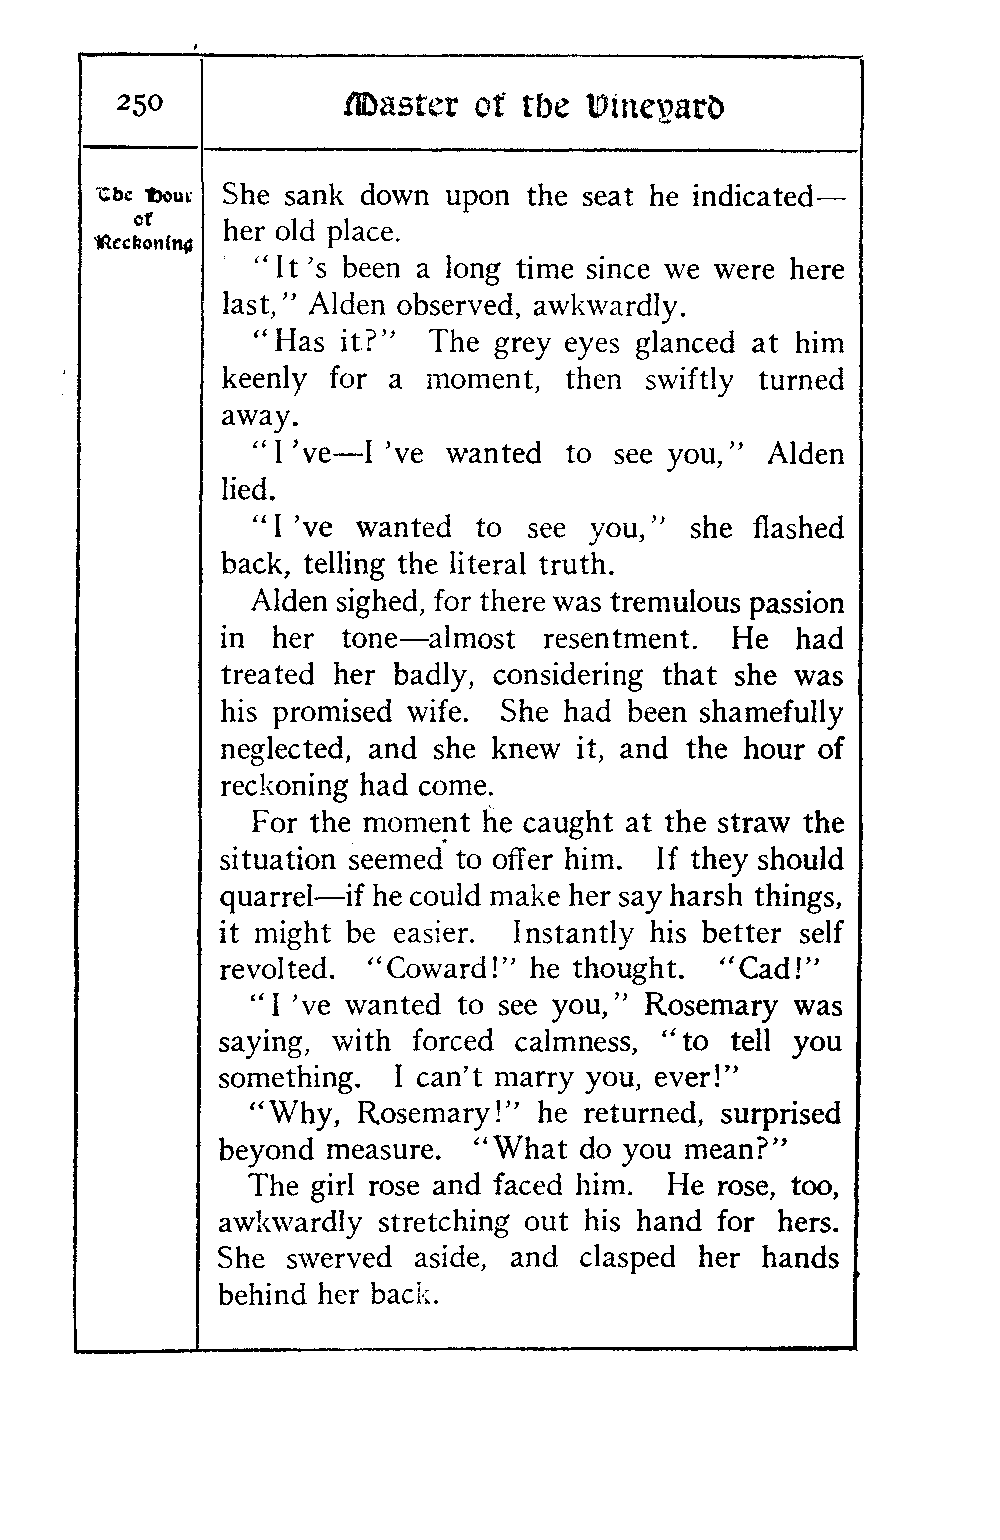 250
Master of the Vineyard
The Hour
of
Reckoning
She sank down upon the seat he indicated—
her old place.
"It 's been a long time since we were here
last," Alden observed, awkwardly.
"Has it?" The grey eyes glanced at him
keenly for a moment, then swiftly turned
away.
"I 've—I 've wanted to see you," Alden
lied.
"I 've wanted to see you," she flashed
back, telling the literal truth.
Alden sighed, for there was tremulous passion
in her tone—almost resentment. He had
treated her badly, considering that she was
his promised wife. She had been shamefully
neglected, and she knew it, and the hour of
reckoning had come.
For the moment he caught at the straw the
situation seemed to offer him. If they should
quarrel—if he could make her say harsh things,
it might be easier. Instantly his better self
revolted. "Coward!" he thought. "Cad!"
"I 've wanted to see you," Rosemary was
saying, with forced calmness, "to tell you
something. I can't marry you, ever!"
"Why, Rosemary!" he returned, surprised
beyond measure. "What do you mean?"
The girl rose and faced him. He rose, too,
awkwardly stretching out his hand for hers.
She swerved aside, and clasped her hands
behind her back.